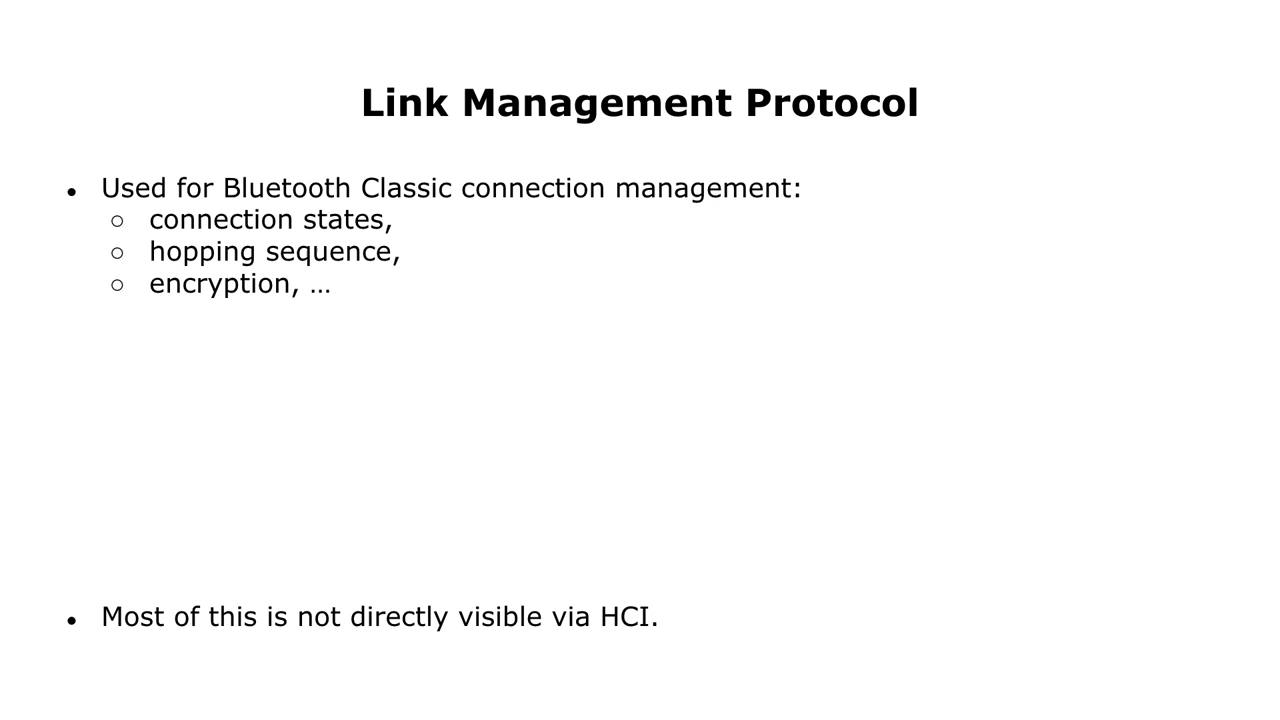 Link Management Protocol
● Used for Bluetooth Classic connection management:
○ connection states,
○ hopping sequence,
○ encryption, …
● Most of this is not directly visible via HCI.